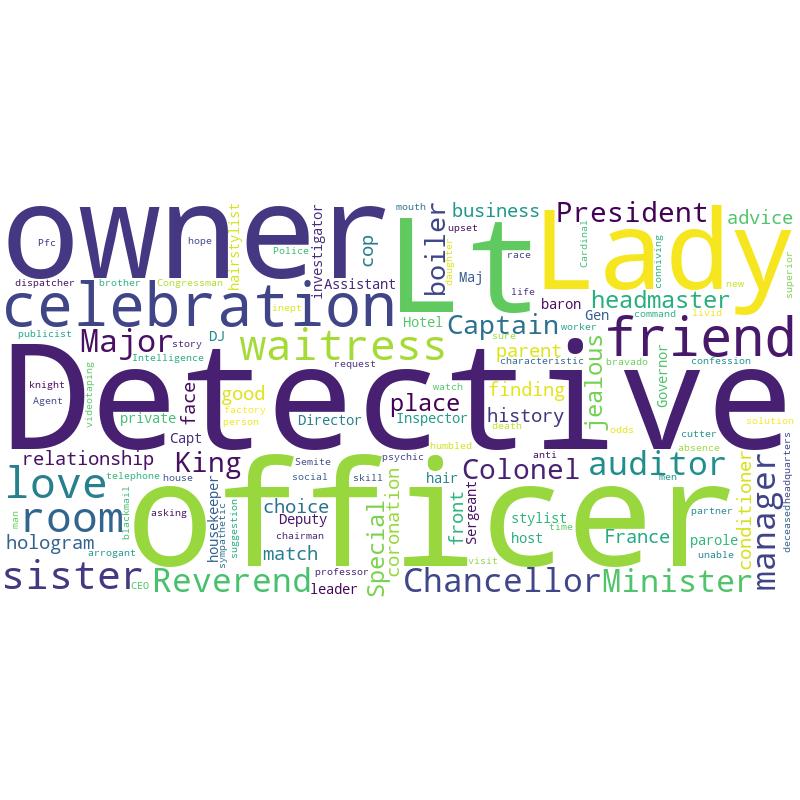 owner
Lt
Lady
celebration
Detective
officer
friend
waitress
Major
President
business
advice
mouth
upset
boiler
daughter
race
life
Cardinal
conniving
new
superior
Pfc
hope
hairstylist
Police
investigator
cop
dispatcher
brother
Congressman
Assistant
inept
Maj
baron
headmaster
Gen
command
livid
Hotel
Captain
worker
publicist
story
DJ
Intelligence
request
sure
parent
characteristic
jealous
bravado
Governor
confession
knight
Agent
videotaping
private
face
good
factory
person
Director
watch
place
Inspector
finding
history
death
odds
solution
cutter
absence
Capt
humbled
anti
relationship
King
Semite
psychic
Colonel
auditor
men
love
telephone
house
social
skill
hair
conditioner
manager
deceased
headquarters
room
man
blackmail
asking
housekeeper
sympathetic
suggestion
choice
Deputy
chairman
coronation
Special
front
Sergeant
stylist
time
host
France
partner
parole
unable
hologram
arrogant
match
visit
sister
CEO
Reverend
professor
leader
Chancellor
Minister